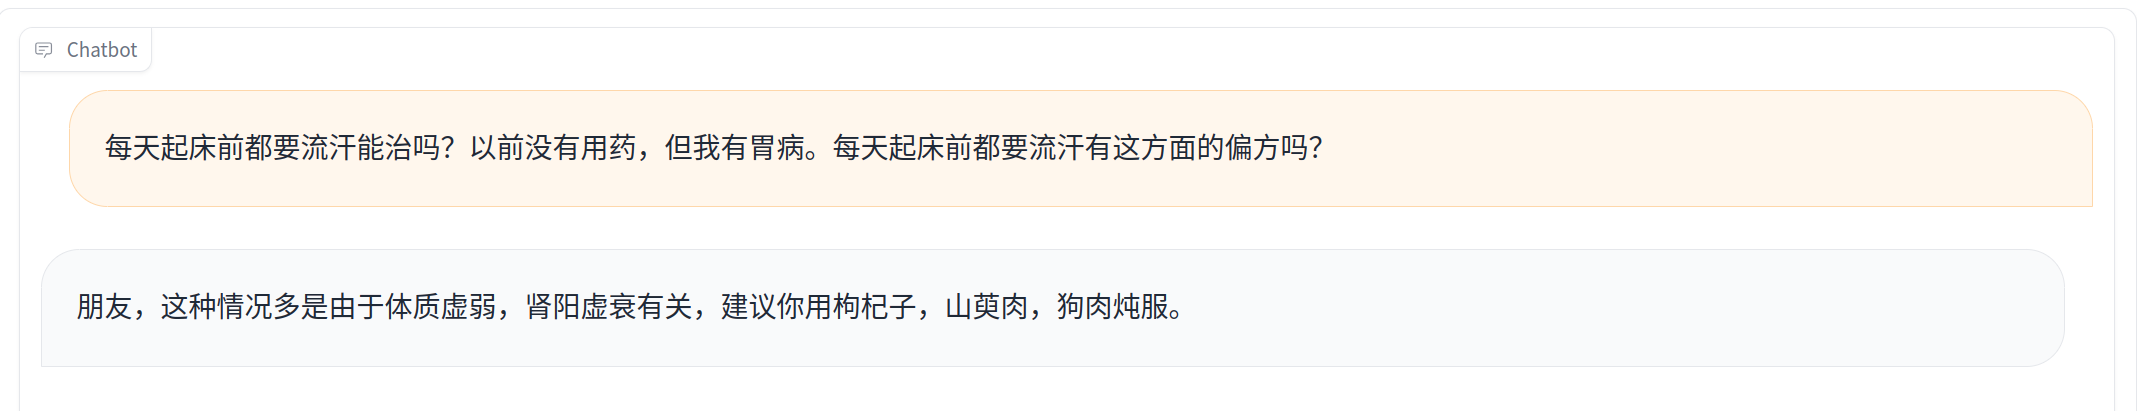 Chatbot
每天起床前都要流汗能治吗？以前没有用药，但我有胃病。每天起床前都要流汗有这方面的偏方吗？
朋友，这种情况多是由于体质虚弱，肾阳虚衰有关，建议你用枸杞子，山萸肉，狗肉炖服。